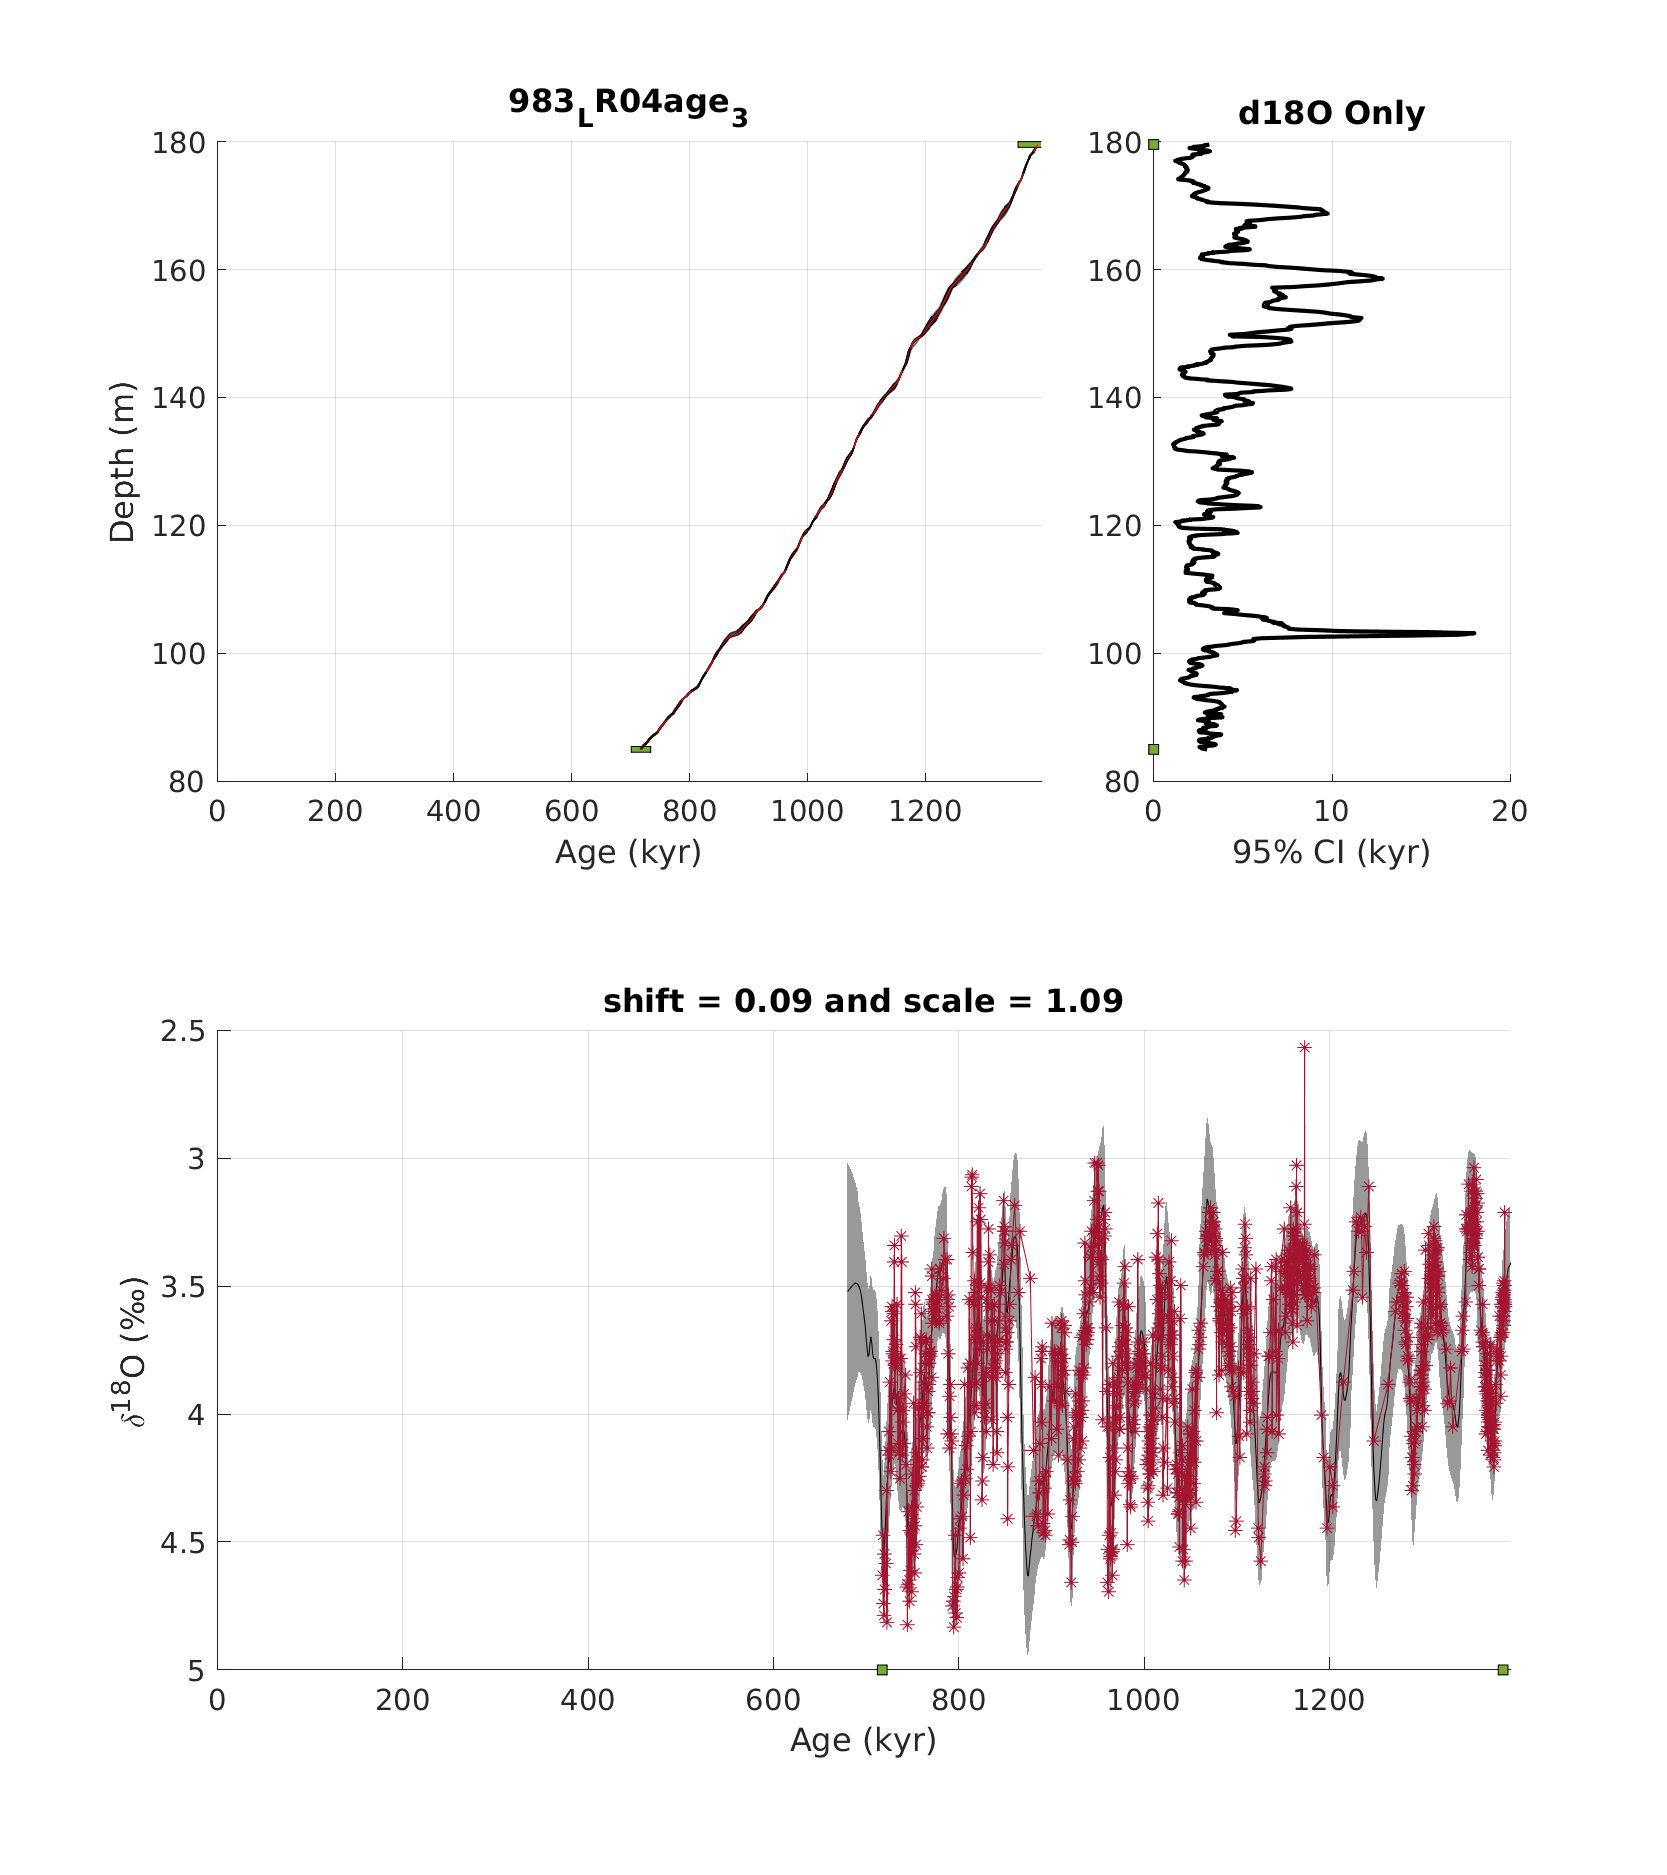 983_LR04age_3
180
160
140
120
100
80
Depth (m)
0 200 400 600 800 1000 1200
Age (kyr)
d18O Only
180
160
140
120
100
80
0 10 20
95% CI (kyr)
shift = 0.09 and scale = 1.09
2.5
3
3.5
4
4.5
5
δ¹⁸O (‰)
0 200 400 600 800 1000 1200
Age (kyr)